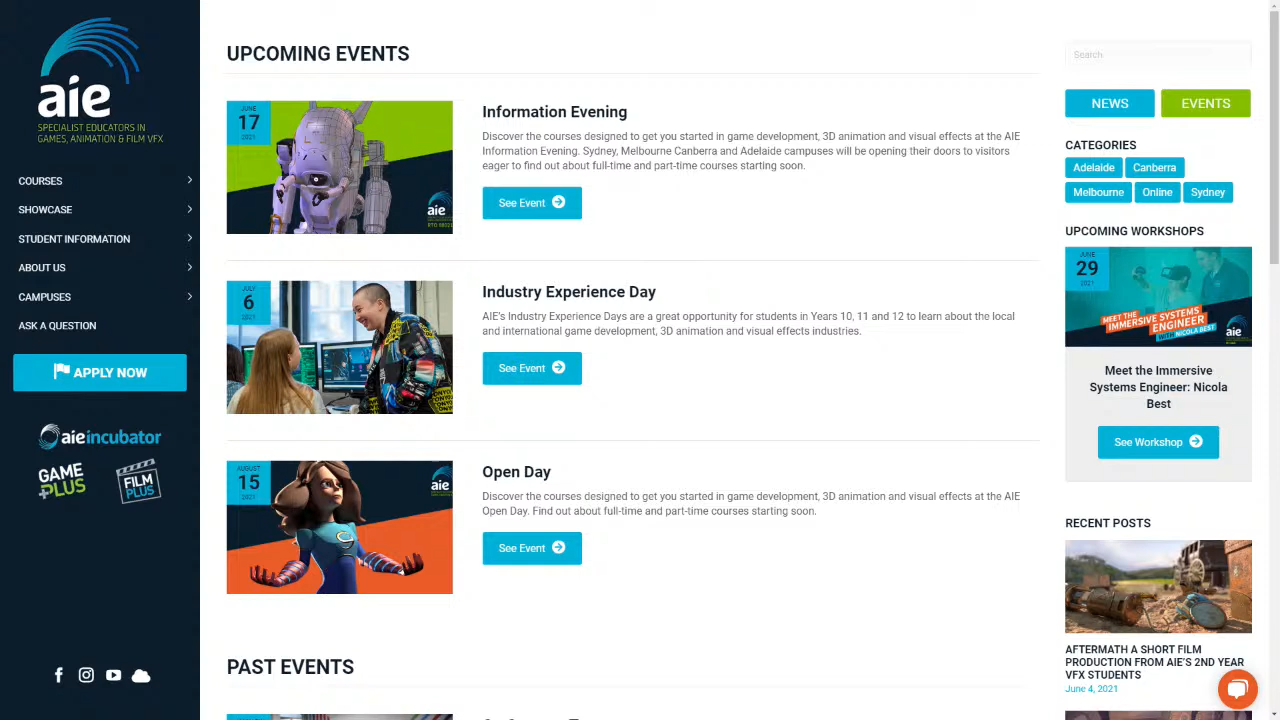 aie
SPECIALIST EDUCATORS IN
GAMES, ANIMATION & FILM VFX
COURSES
SHOWCASE
STUDENT INFORMATION
ABOUT US
CAMPUSES
ASK A QUESTION
APPLY NOW
aieincubator
GAME
+PLUS
FILM
PLUS
UPCOMING EVENTS
JUNE
17
2021
aie
RTO 88021
Information Evening
Discover the courses designed to get you started in game development, 3D animation and visual effects at the AIE
Information Evening. Sydney, Melbourne Canberra and Adelaide campuses will be opening their doors to visitors
eager to find out about full-time and part-time courses starting soon.
See Event
JULY
6
2021
Industry Experience Day
AIE's Industry Experience Days are a great opportunity for students in Years 10, 11 and 12 to learn about the local
and international game development, 3D animation and visual effects industries.
See Event
AUGUST
15
2021
aie
Open Day
Discover the courses designed to get you started in game development, 3D animation and visual effects at the AIE
Open Day. Find out about full-time and part-time courses starting soon.
See Event
PAST EVENTS
Search
NEWS
EVENTS
CATEGORIES
Adelaide
Canberra
Melbourne
Online
Sydney
UPCOMING WORKSHOPS
JUNE
29
2021
MEET THE
IMMERSIVE SYSTEMS
ENGINEER
WITH NICOLA BEST
aie
Meet the Immersive
Systems Engineer: Nicola
Best
See Workshop
RECENT POSTS
AFTERMATH A SHORT FILM
PRODUCTION FROM AIE'S 2ND YEAR
VFX STUDENTS
June 4, 2021